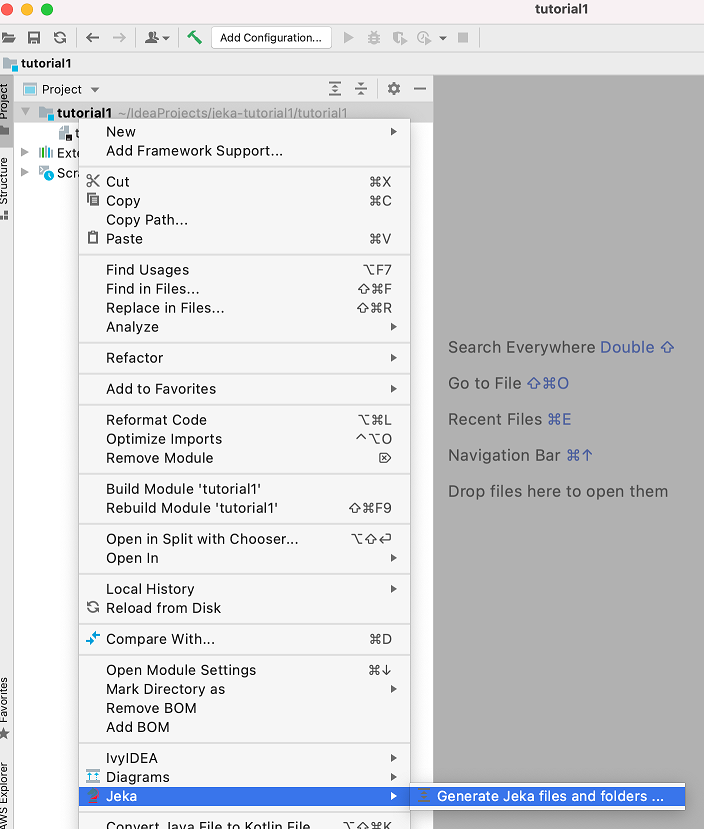 tutorial1
Add Configuration...
tutorial1
Project
Project
tutorial1 ~/IdeaProjects/jeka-tutorial1/tutorial1
Structure
New
Add Framework Support...
Cut ⌘X
Copy ⌘C
Copy Path...
Paste ⌘V
Find Usages ⌥F7
Find in Files... ⇧⌘F
Replace in Files... ⇧⌘R
Analyze
Refactor
Add to Favorites
Reformat Code ⌥⌘L
Optimize Imports ^⌥O
Remove Module ⌦
Build Module 'tutorial1'
Rebuild Module 'tutorial1' ⇧⌘F9
Open in Split with Chooser... ⌥⇧⏎
Open In
Local History
Reload from Disk
Compare With... ⌘D
Open Module Settings ⌘↓
Mark Directory as
Remove BOM
Add BOM
IvyIDEA
Diagrams
Jeka
Generate Jeka files and folders ...
Convert Java File to Kotlin File ⌥⇧⌘K
Search Everywhere Double ⇧
Go to File ⇧⌘O
Recent Files ⌘E
Navigation Bar ⌘↑
Drop files here to open them
Favorites
AWS Explorer